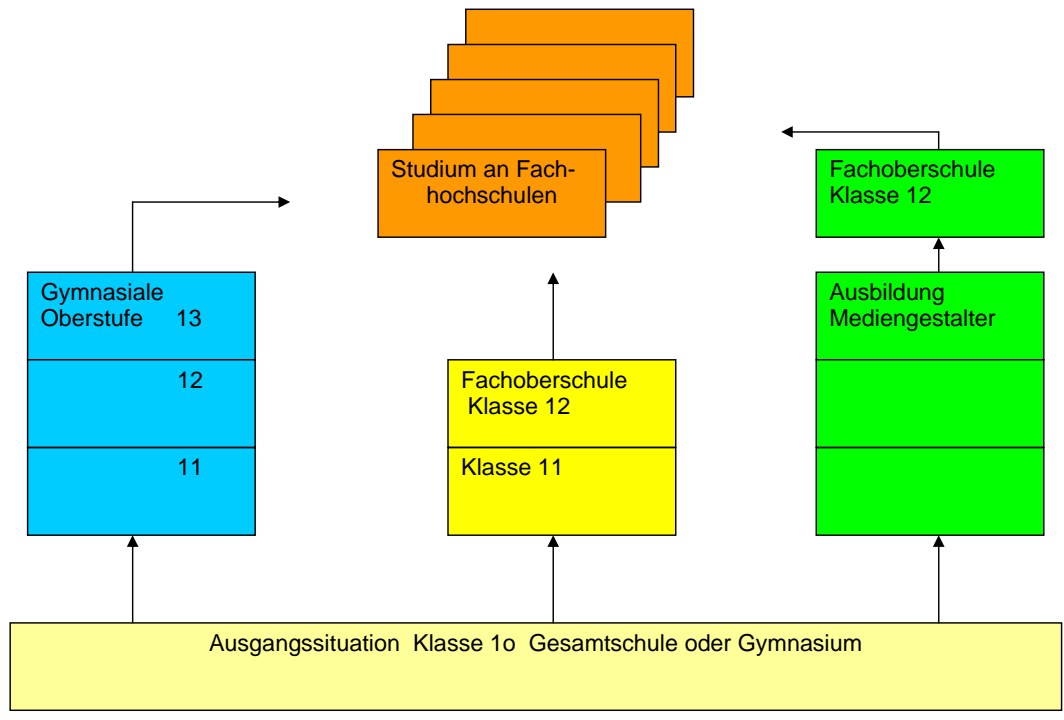 Studium an Fach-
hochschulen
Fachoberschule
Klasse 12
Gymnasiale
Oberstufe 13
12
11
Fachoberschule
Klasse 12
Klasse 11
Ausbildung
Mediengestalter
Ausgangssituation Klasse 1o Gesamtschule oder Gymnasium